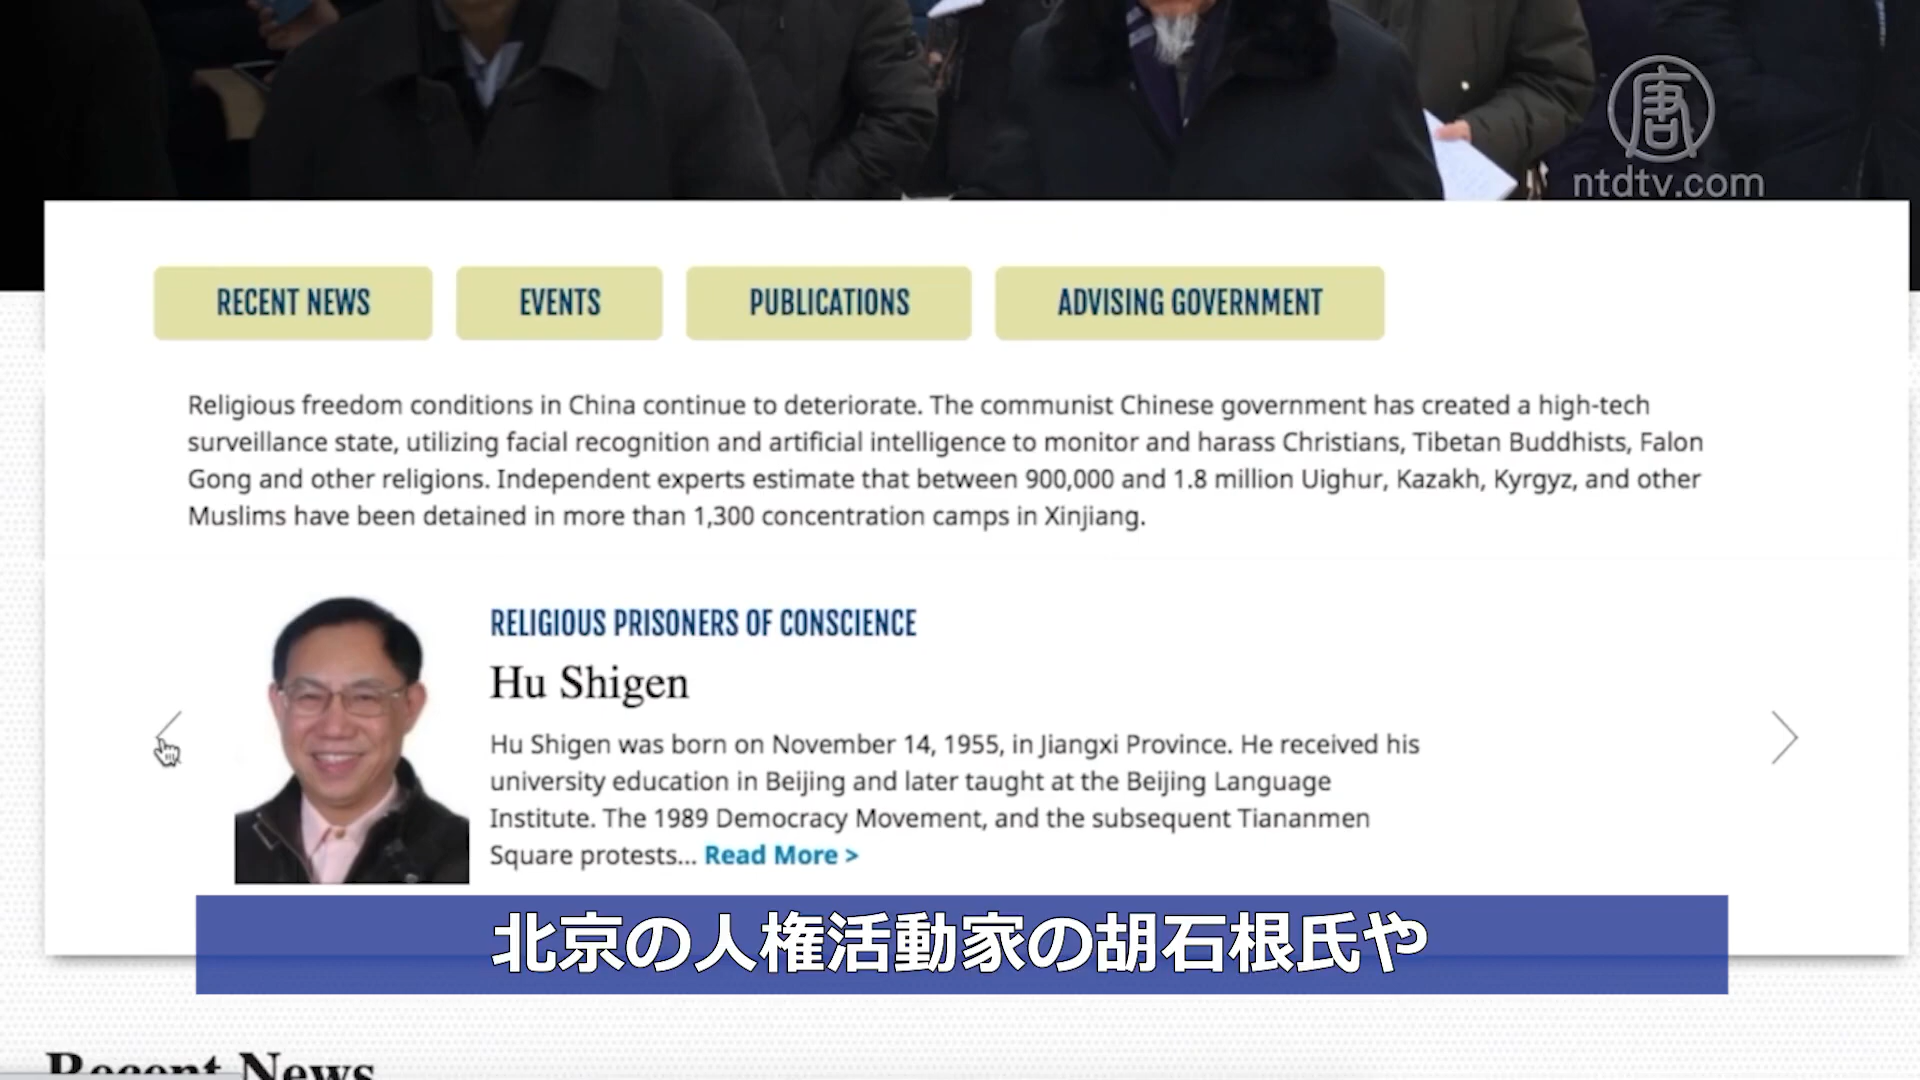 唐
ntdtv.com
RECENT NEWS
EVENTS
PUBLICATIONS
ADVISING GOVERNMENT
Religious freedom conditions in China continue to deteriorate. The communist Chinese government has created a high-tech
surveillance state, utilizing facial recognition and artificial intelligence to monitor and harass Christians, Tibetan Buddhists, Falon
Gong and other religions. Independent experts estimate that between 900,000 and 1.8 million Uighur, Kazakh, Kyrgyz, and other
Muslims have been detained in more than 1,300 concentration camps in Xinjiang.
RELIGIOUS PRISONERS OF CONSCIENCE
Hu Shigen
Hu Shigen was born on November 14, 1955, in Jiangxi Province. He received his
university education in Beijing and later taught at the Beijing Language
Institute. The 1989 Democracy Movement, and the subsequent Tiananmen
Square protests... Read More >
北京の人権活動家の胡石根氏や
Recent News